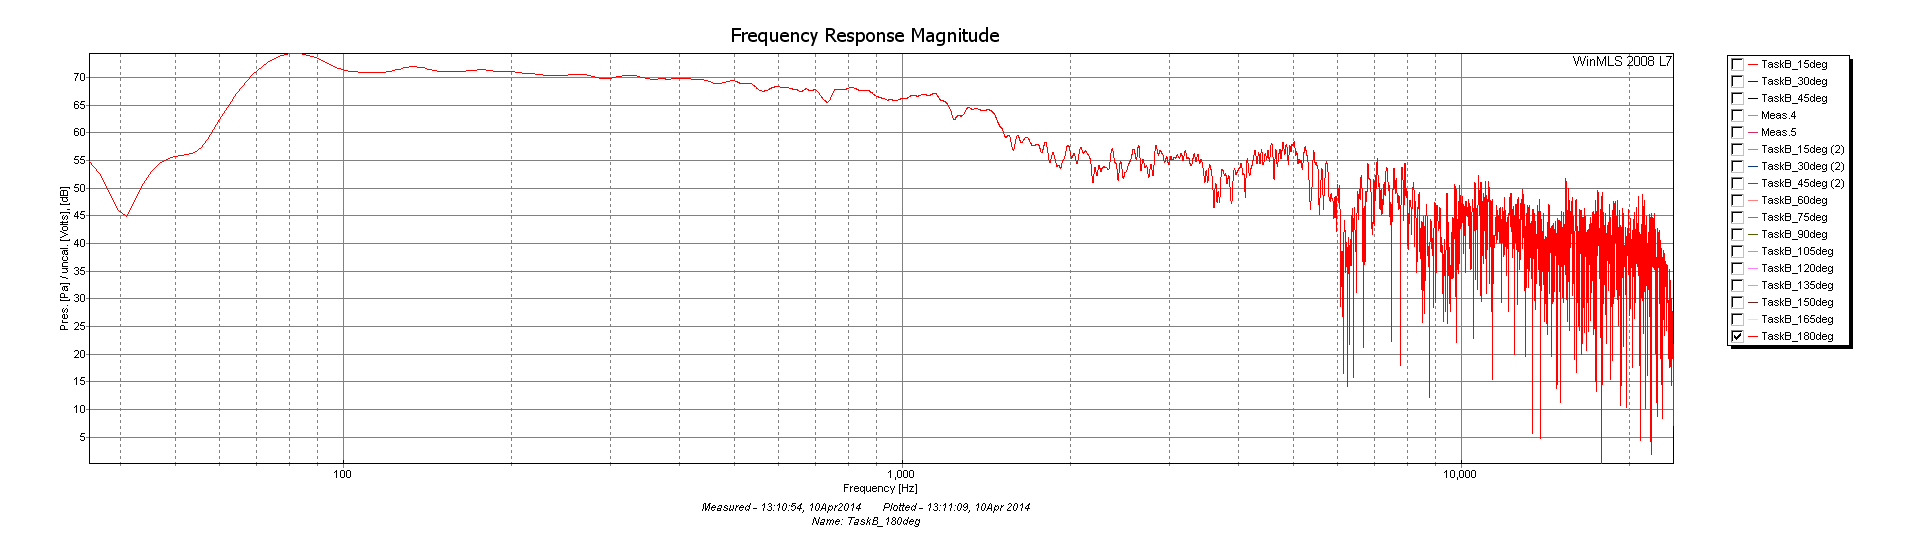 Frequency Response Magnitude
WinMLS 2008 L7
Pres. [Pa] / uncal. [Volts], [dB]
70
65
60
55
50
45
40
35
30
25
20
15
10
5
100
1,000
10,000
Frequency [Hz]
Measured - 13:10:54, 10Apr2014 Plotted - 13:11:09, 10Apr 2014
Name: TaskB_180deg
TaskB_15deg
TaskB_30deg
TaskB_45deg
Meas.4
Meas.5
TaskB_15deg (2)
TaskB_30deg (2)
TaskB_45deg (2)
TaskB_60deg
TaskB_75deg
TaskB_90deg
TaskB_105deg
TaskB_120deg
TaskB_135deg
TaskB_150deg
TaskB_165deg
TaskB_180deg